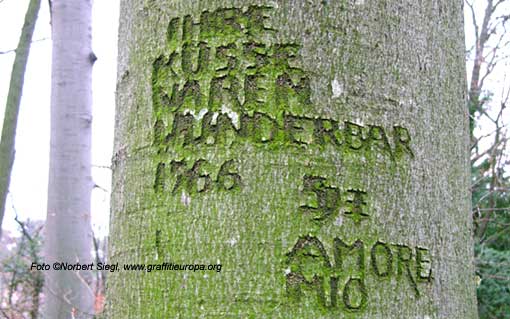 IHRE
KÜSSE
WAREN
WUNDERBAR
1966
AMORE
MIO
Foto ©Norbert Siegl, www.graffitieuropa.org